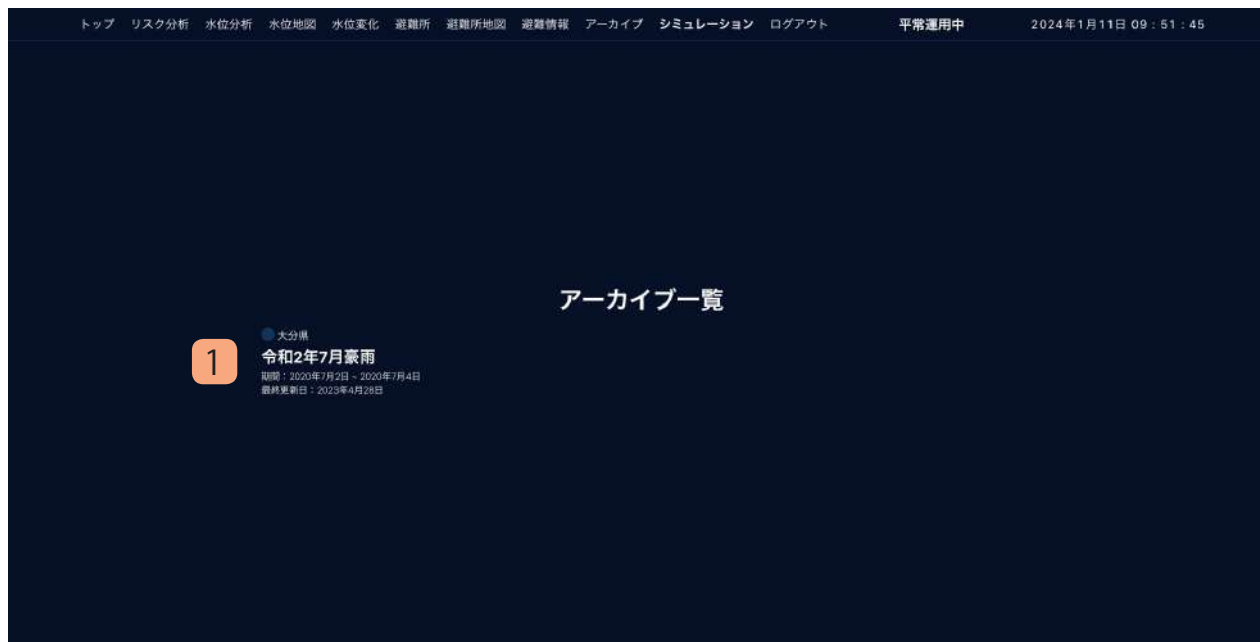 トップ リスク分析 水位分析 水位地図 水位変化 避難所 避難所地図 避難情報 アーカイブ シミュレーション ログアウト 平常運用中 2024年1月11日 09：51：45
アーカイブ一覧
大分県
1
令和2年7月豪雨
期間：2020年7月2日 ~ 2020年7月4日
最終更新日：2023年4月28日